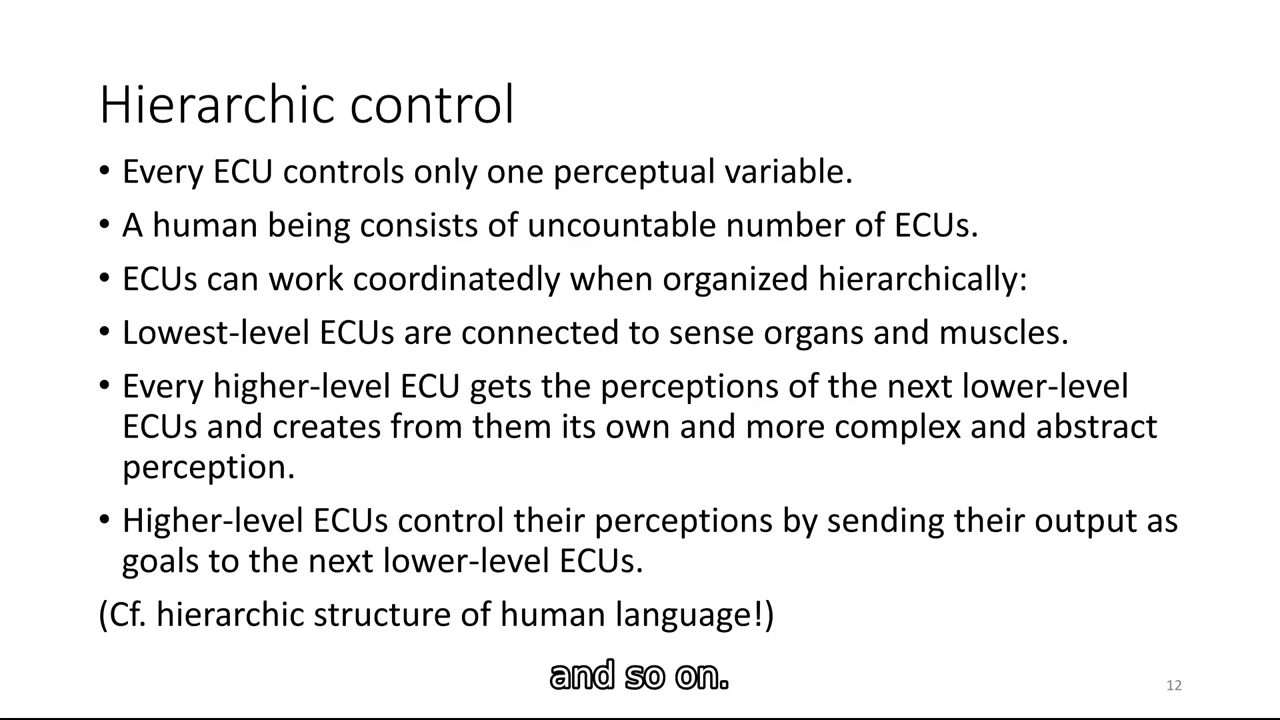 Hierarchic control
• Every ECU controls only one perceptual variable.
• A human being consists of uncountable number of ECUs.
• ECUs can work coordinatedly when organized hierarchically:
• Lowest-level ECUs are connected to sense organs and muscles.
• Every higher-level ECU gets the perceptions of the next lower-level
ECUs and creates from them its own and more complex and abstract
perception.
• Higher-level ECUs control their perceptions by sending their output as
goals to the next lower-level ECUs.
(Cf. hierarchic structure of human language!)
and so on.
12